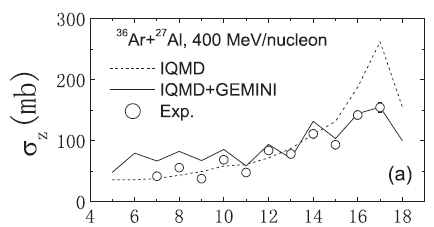 300
³⁶Ar+²⁷Al, 400 MeV/nucleon
IQMD
200
IQMD+GEMINI
Exp.
σz (mb)
100
(a)
0
4 6 8 10 12 14 16 18